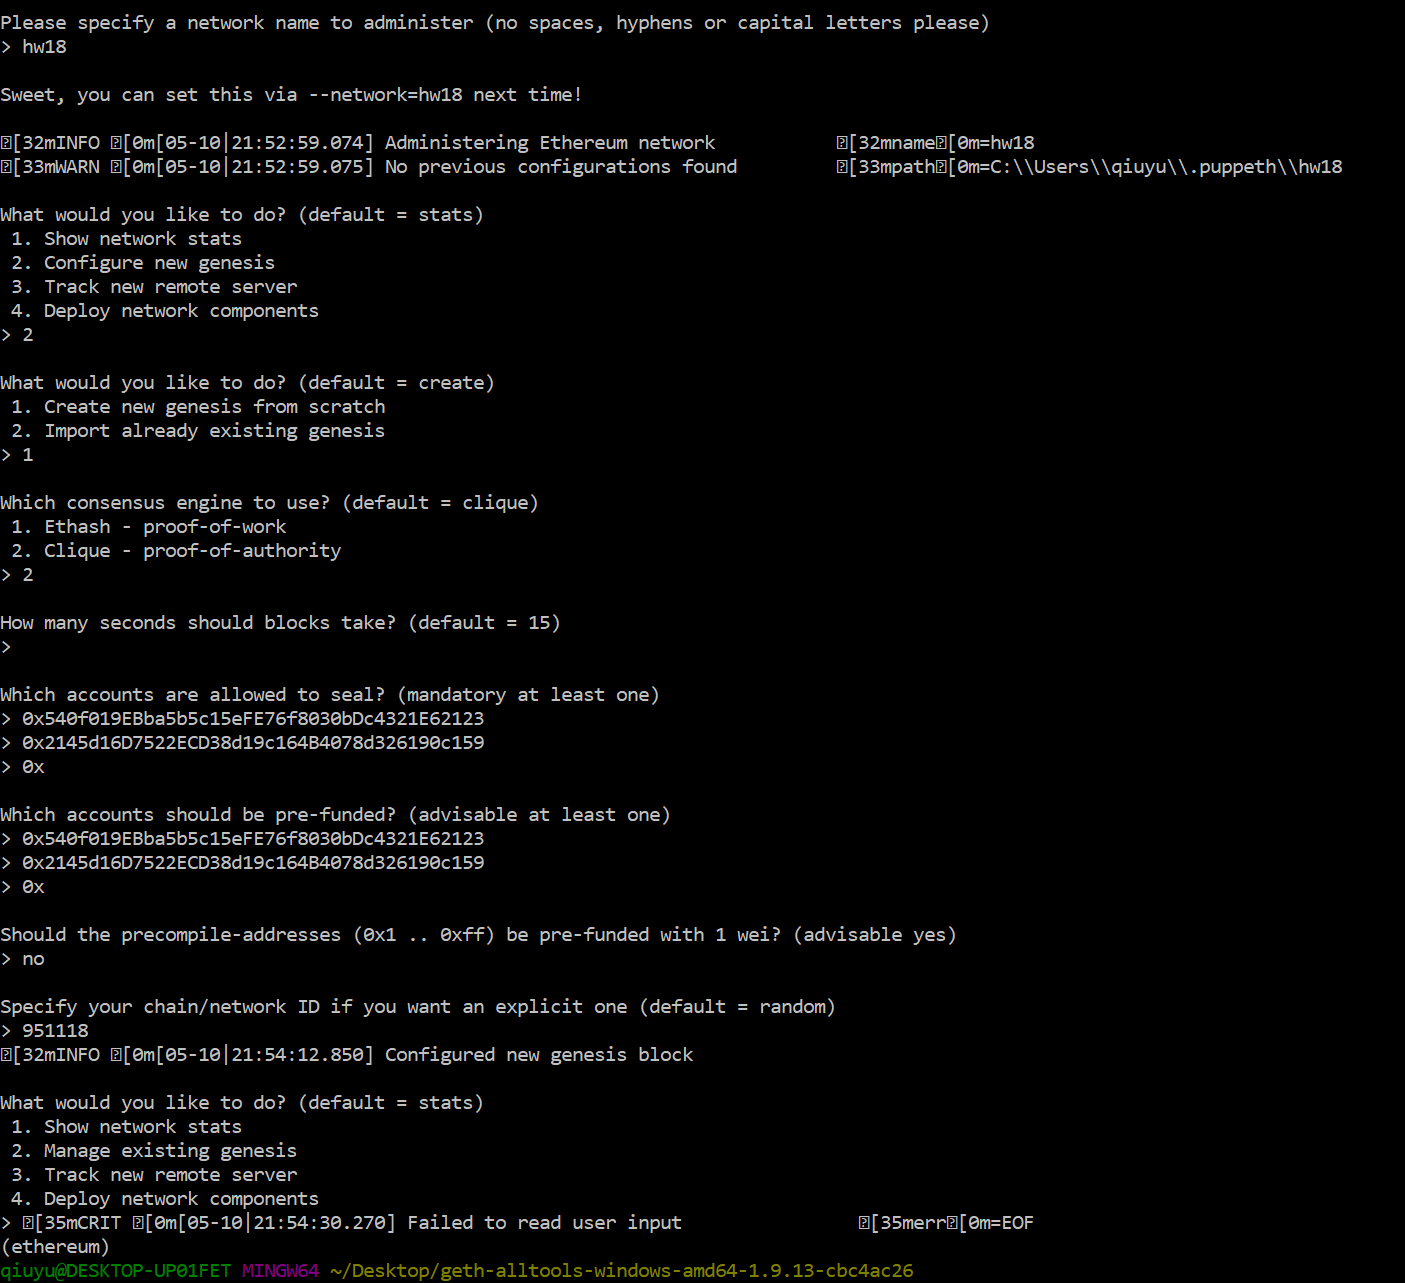 Please specify a network name to administer (no spaces, hyphens or capital letters please)
> hw18
Sweet, you can set this via --network=hw18 next time!
[32mINFO [0m[05-10|21:52:59.074] Administering Ethereum network [32mname[0m=hw18
[33mWARN [0m[05-10|21:52:59.075] No previous configurations found [33mpath[0m=C:\\Users\\qiuyu\\.puppeth\\hw18
What would you like to do? (default = stats)
1. Show network stats
2. Configure new genesis
3. Track new remote server
4. Deploy network components
> 2
What would you like to do? (default = create)
1. Create new genesis from scratch
2. Import already existing genesis
> 1
Which consensus engine to use? (default = clique)
1. Ethash - proof-of-work
2. Clique - proof-of-authority
> 2
How many seconds should blocks take? (default = 15)
>
Which accounts are allowed to seal? (mandatory at least one)
> 0x540f019EBba5b5c15eFE76f8030bDc4321E62123
> 0x2145d16D7522ECD38d19c164B4078d326190c159
> 0x
Which accounts should be pre-funded? (advisable at least one)
> 0x540f019EBba5b5c15eFE76f8030bDc4321E62123
> 0x2145d16D7522ECD38d19c164B4078d326190c159
> 0x
Should the precompile-addresses (0x1 .. 0xff) be pre-funded with 1 wei? (advisable yes)
> no
Specify your chain/network ID if you want an explicit one (default = random)
> 951118
[32mINFO [0m[05-10|21:54:12.850] Configured new genesis block
What would you like to do? (default = stats)
1. Show network stats
2. Manage existing genesis
3. Track new remote server
4. Deploy network components
> [35mCRIT [0m[05-10|21:54:30.270] Failed to read user input [35merr[0m=EOF
(ethereum)
qiuyu@DESKTOP-UP01FET MINGW64 ~/Desktop/geth-alltools-windows-amd64-1.9.13-cbc4ac26